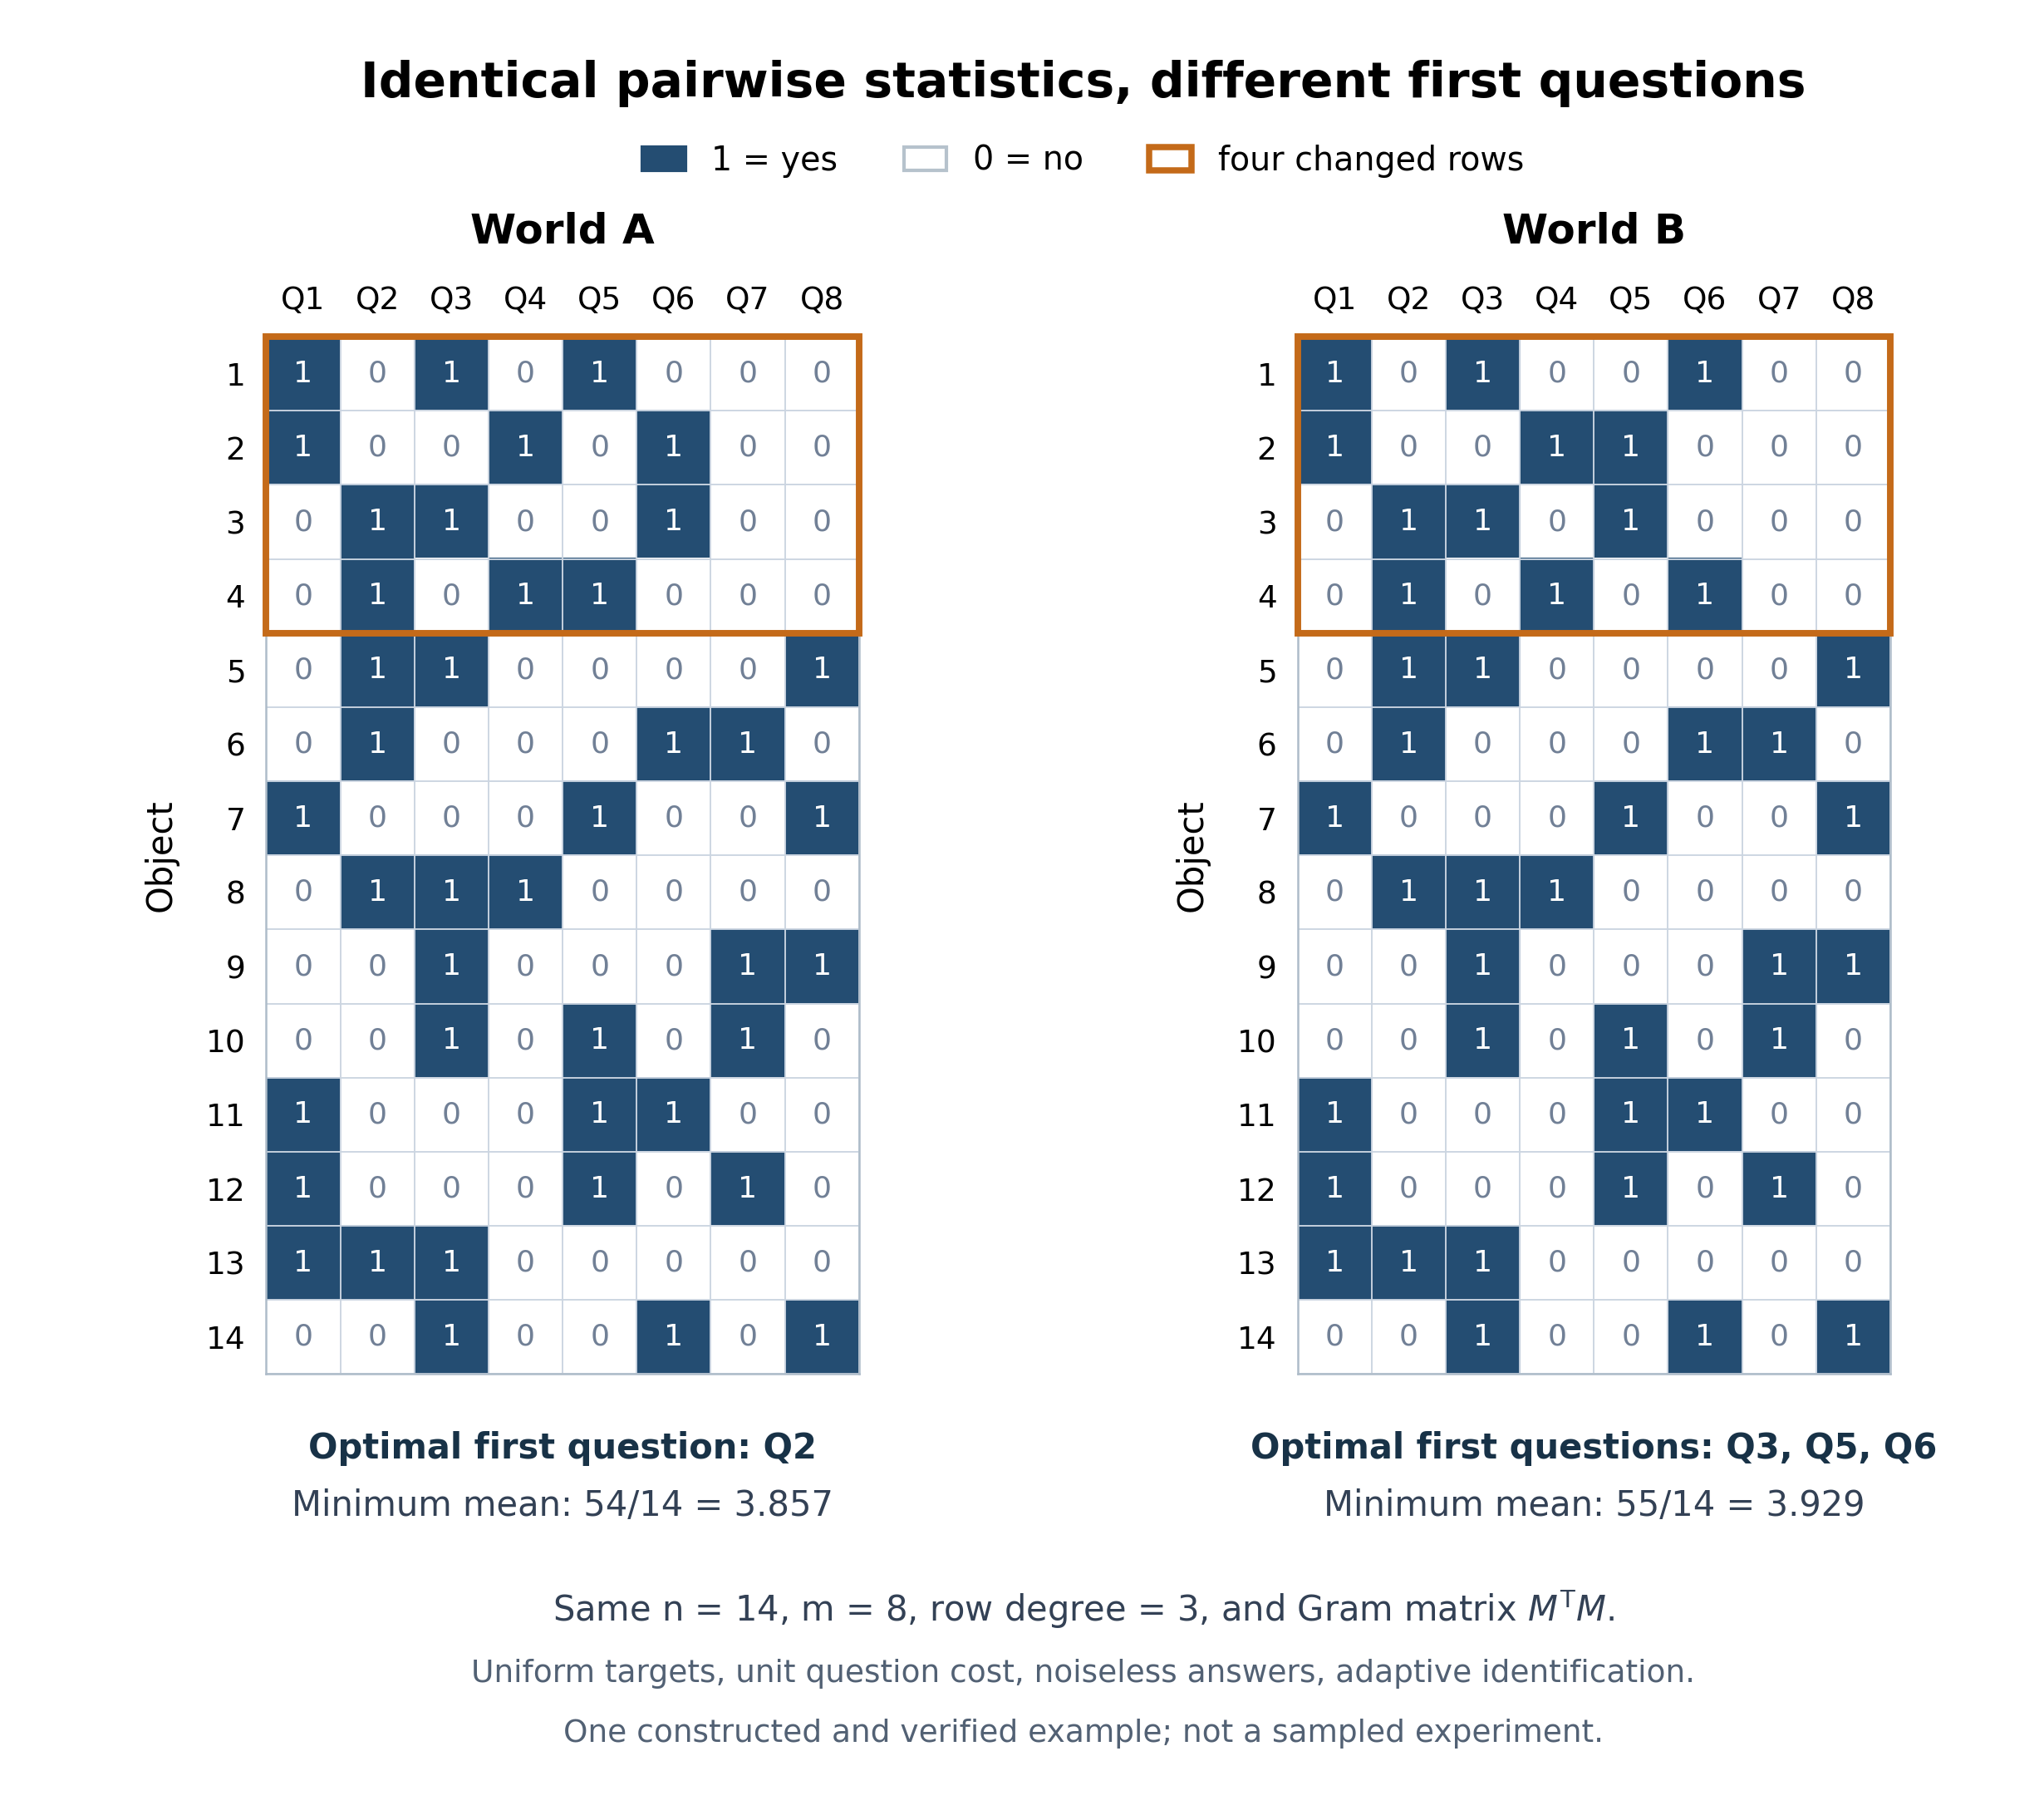 Identical pairwise statistics, different first questions
1 = yes 0 = no four changed rows
World A World B
Q1 Q2 Q3 Q4 Q5 Q6 Q7 Q8 Q1 Q2 Q3 Q4 Q5 Q6 Q7 Q8
1 1 0 1 0 1 0 0 0 1 1 0 1 0 0 1 0 0
2 1 0 0 1 0 1 0 0 2 1 0 0 1 1 0 0 0
3 0 1 1 0 0 1 0 0 3 0 1 1 0 1 0 0 0
4 0 1 0 1 1 0 0 0 4 0 1 0 1 0 1 0 0
5 0 1 1 0 0 0 0 1 5 0 1 1 0 0 0 0 1
6 0 1 0 0 0 1 1 0 6 0 1 0 0 0 1 1 0
7 1 0 0 0 1 0 0 1 7 1 0 0 0 1 0 0 1
Object Object
8 0 1 1 1 0 0 0 0 8 0 1 1 1 0 0 0 0
9 0 0 1 0 0 0 1 1 9 0 0 1 0 0 0 1 1
10 0 0 1 0 1 0 1 0 10 0 0 1 0 1 0 1 0
11 1 0 0 0 1 1 0 0 11 1 0 0 0 1 1 0 0
12 1 0 0 0 1 0 1 0 12 1 0 0 0 1 0 1 0
13 1 1 1 0 0 0 0 0 13 1 1 1 0 0 0 0 0
14 0 0 1 0 0 1 0 1 14 0 0 1 0 0 1 0 1
Optimal first question: Q2 Optimal first questions: Q3, Q5, Q6
Minimum mean: 54/14 = 3.857 Minimum mean: 55/14 = 3.929
Same n = 14, m = 8, row degree = 3, and Gram matrix MᵀM.
Uniform targets, unit question cost, noiseless answers, adaptive identification.
One constructed and verified example; not a sampled experiment.